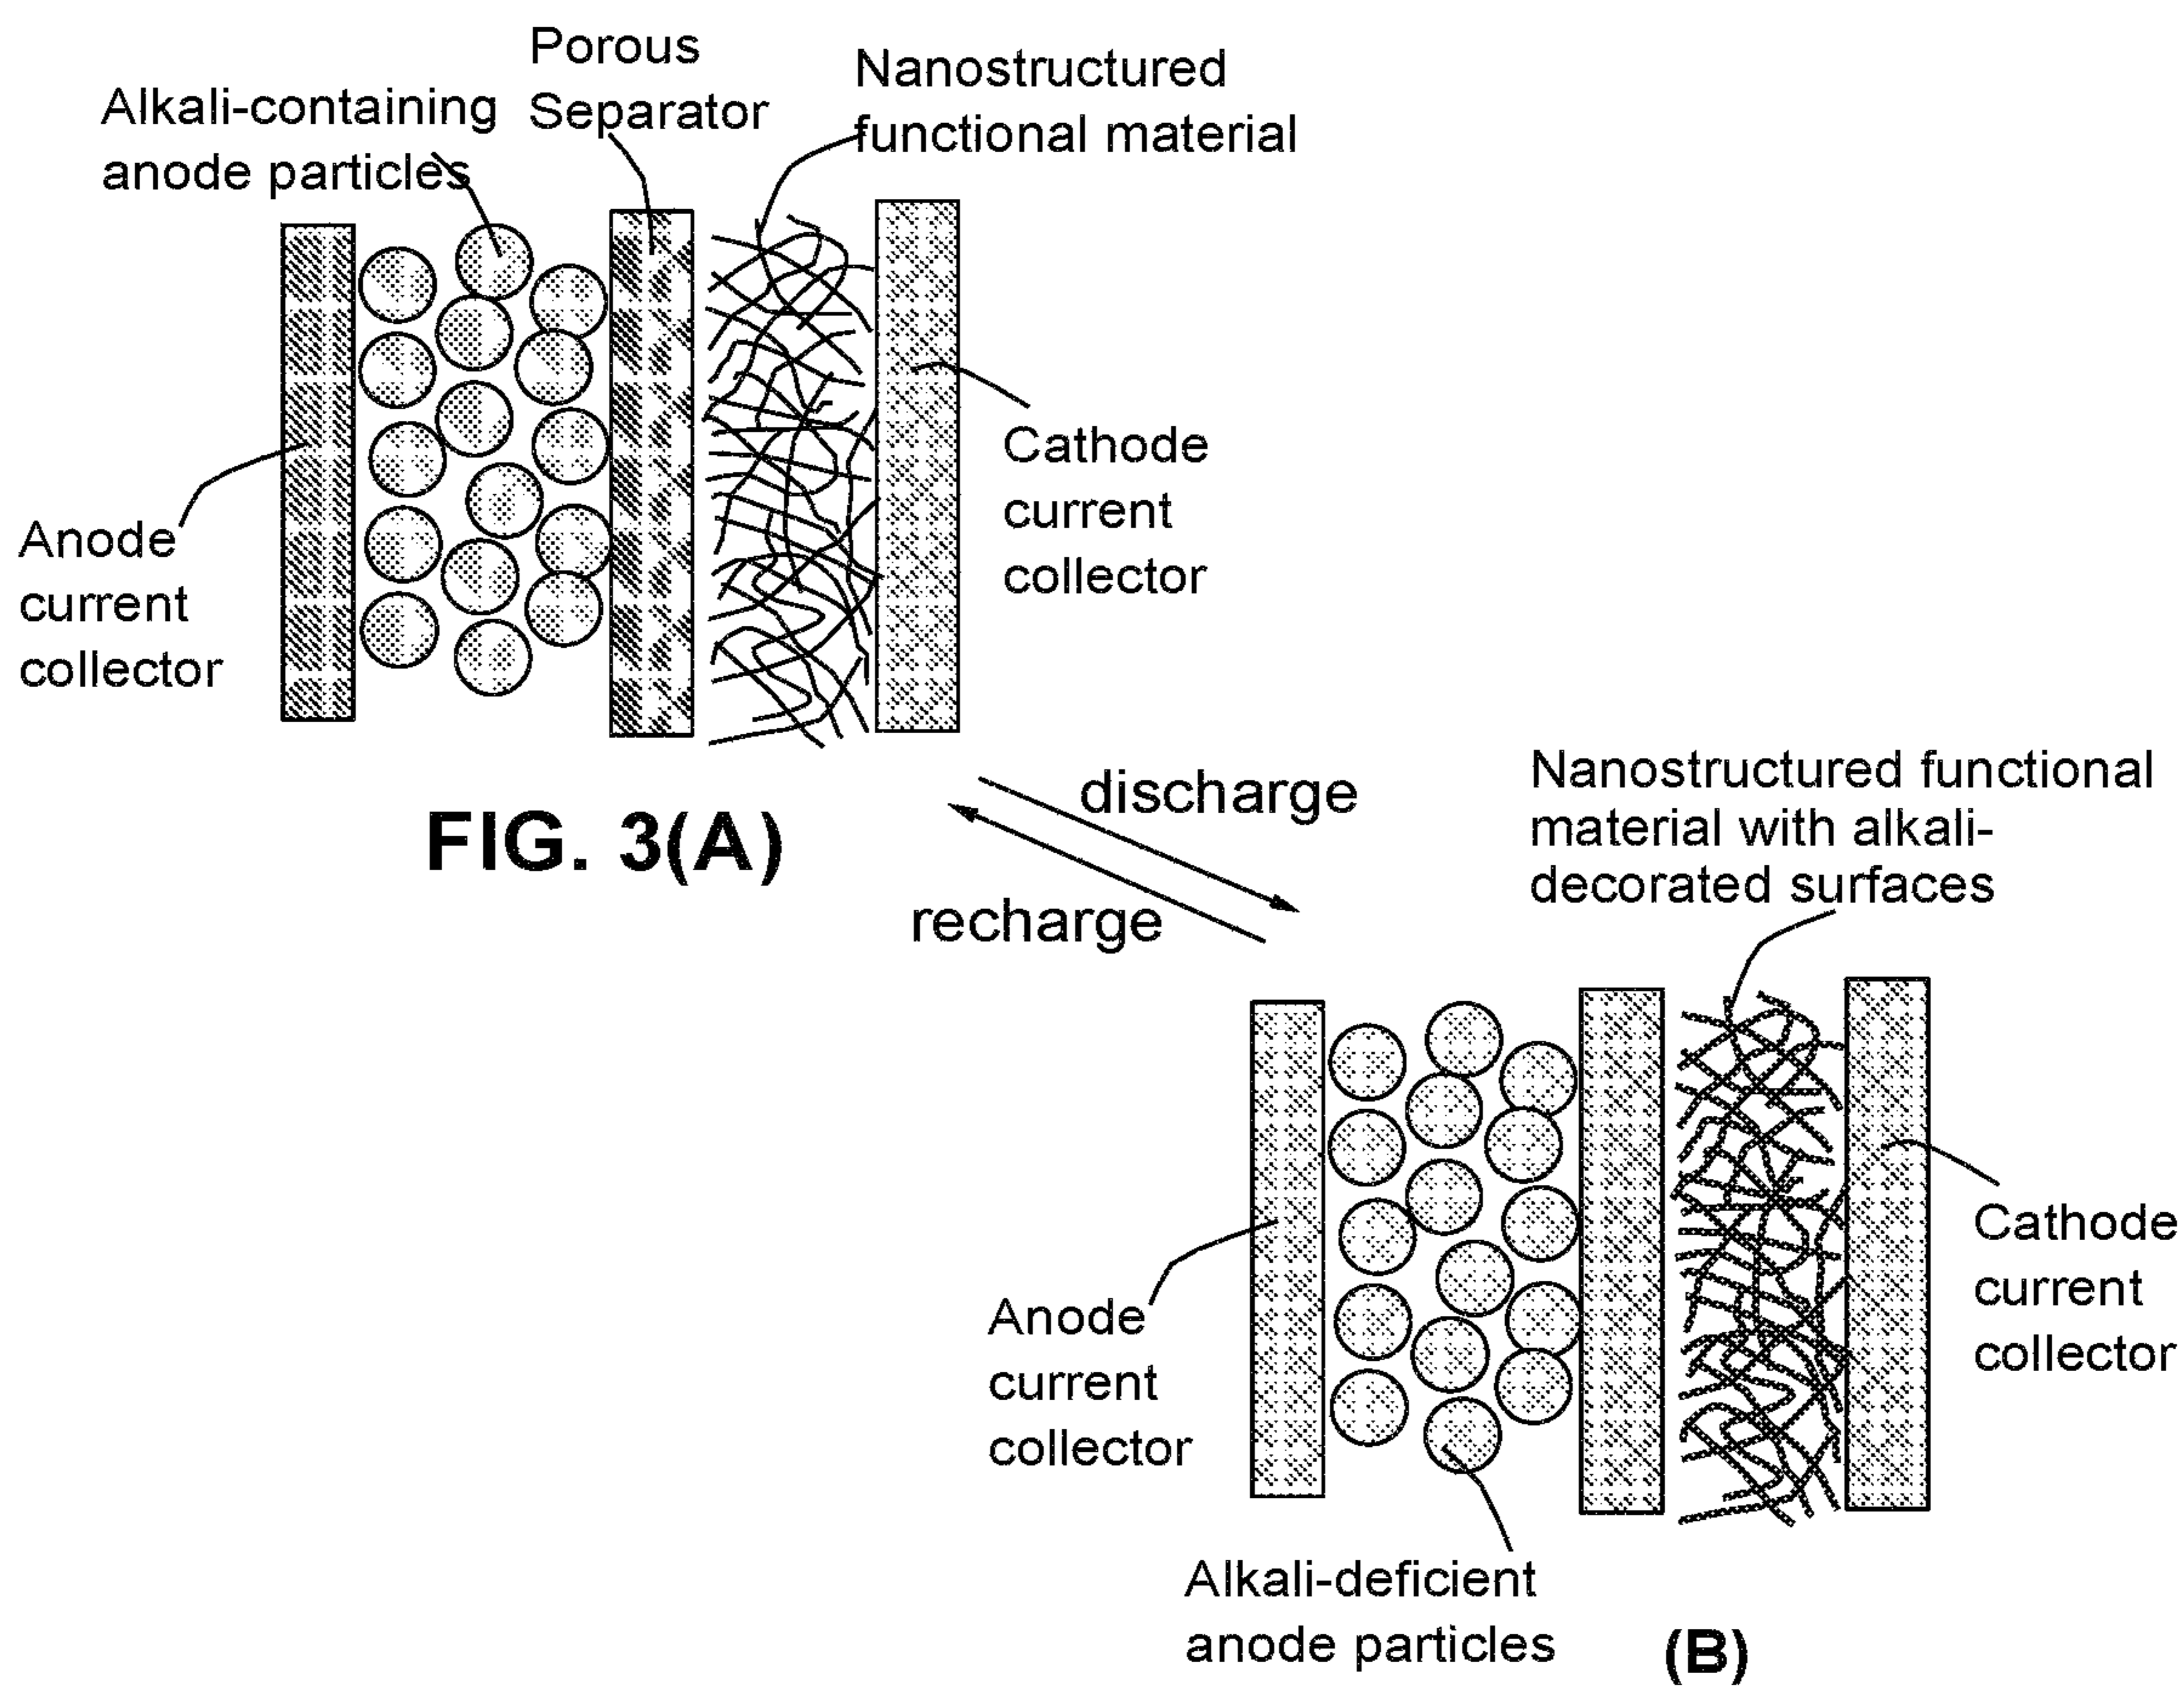 Porous
Separator
Alkali-containing
anode particles
Nanostructured
functional material
Anode
current
collector
Cathode
current
collector
FIG. 3(A)
discharge
recharge
Nanostructured functional
material with alkali-
decorated surfaces
Anode
current
collector
Cathode
current
collector
Alkali-deficient
anode particles
(B)